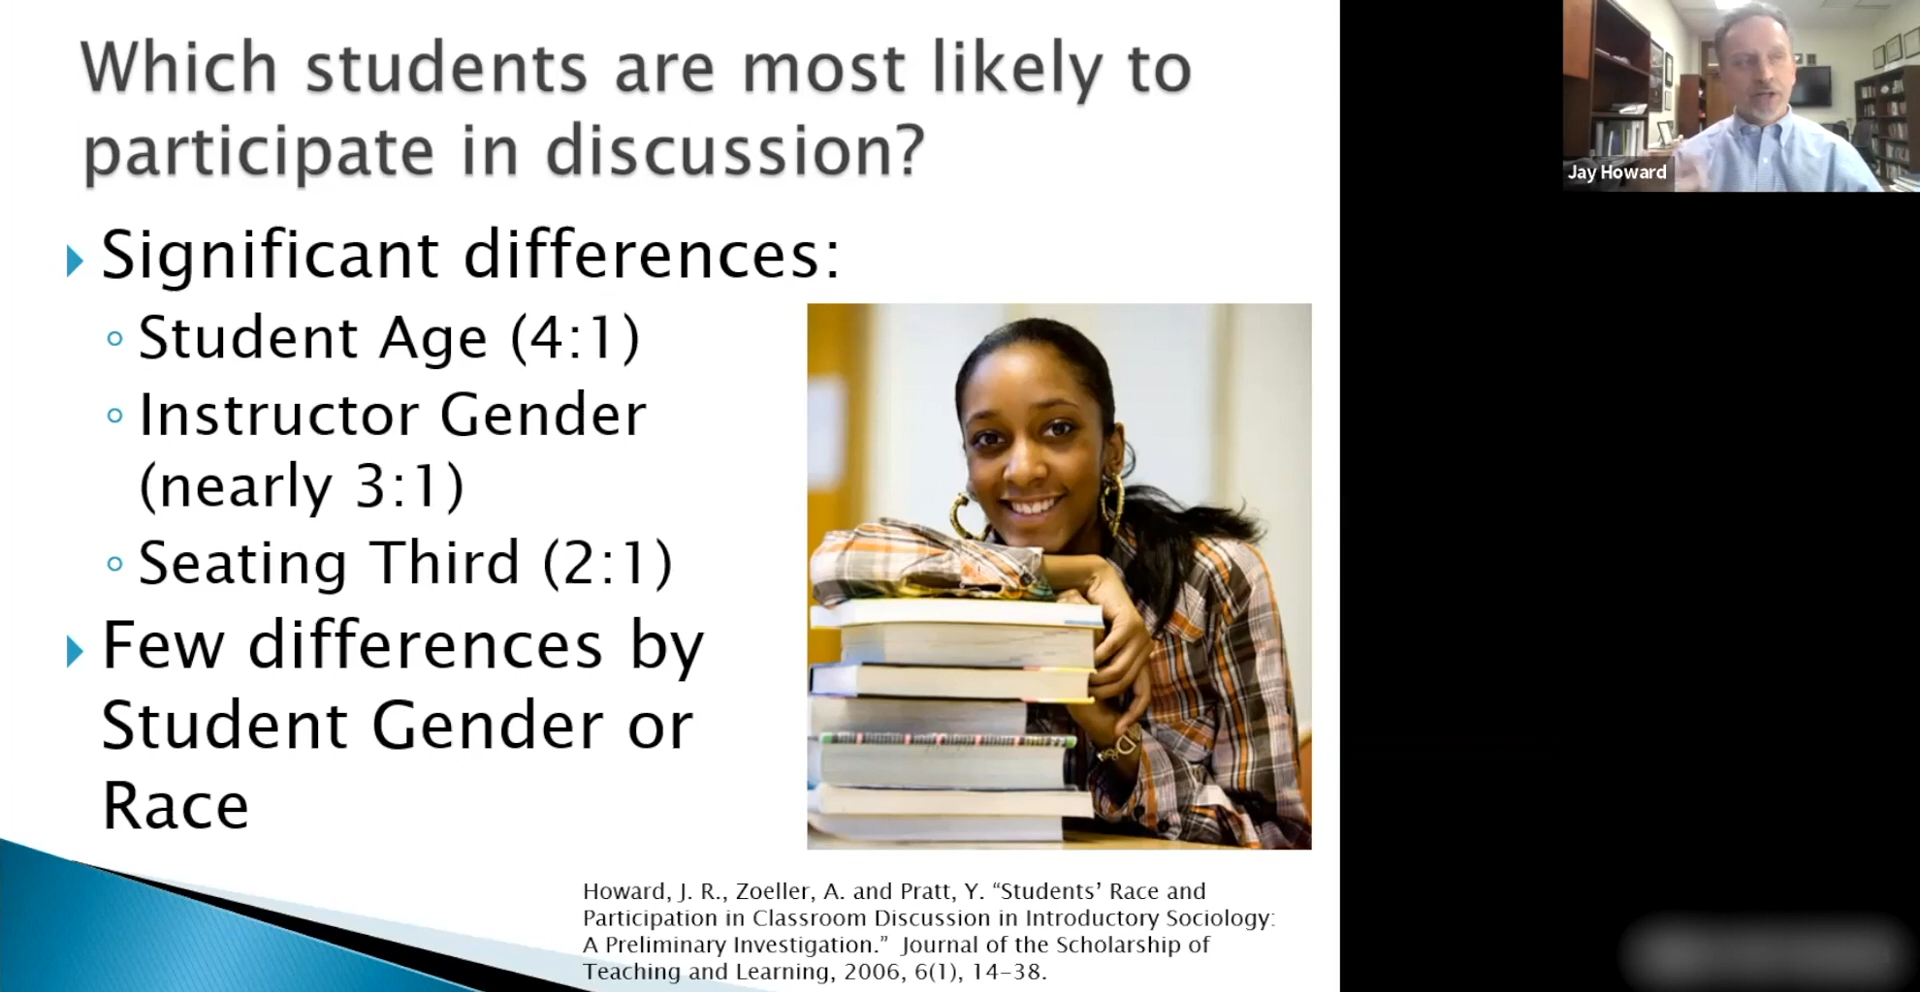 Which students are most likely to
participate in discussion?
Significant differences:
Student Age (4:1)
Instructor Gender
(nearly 3:1)
Seating Third (2:1)
Few differences by
Student Gender or
Race
Howard, J. R., Zoeller, A. and Pratt, Y. “Students’ Race and
Participation in Classroom Discussion in Introductory Sociology:
A Preliminary Investigation.” Journal of the Scholarship of
Teaching and Learning, 2006, 6(1), 14-38.
Jay Howard